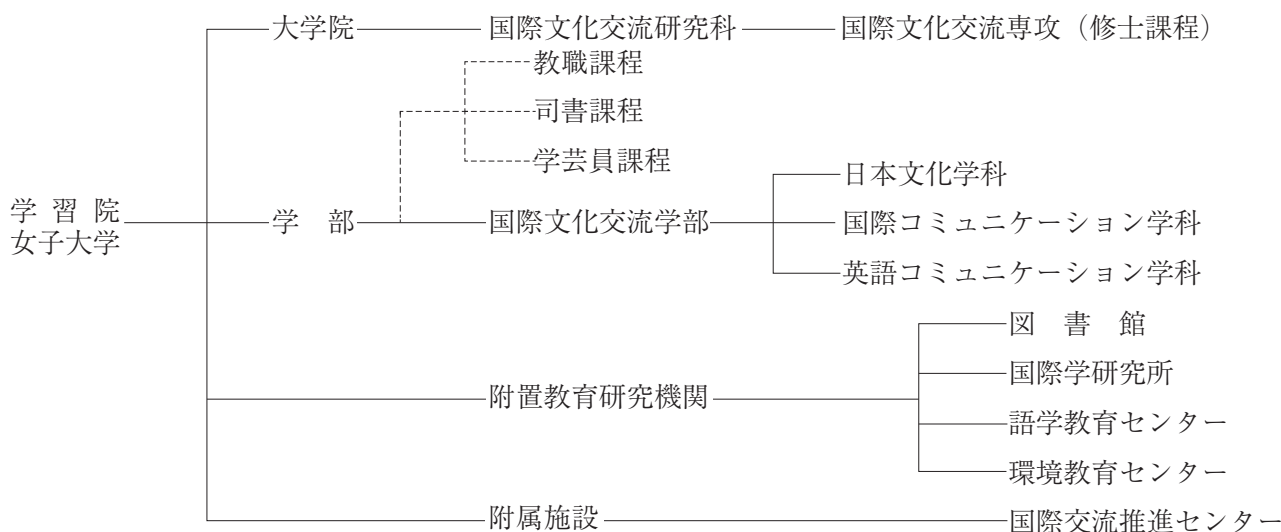 大学院 国際文化交流研究科 国際文化交流専攻（修士課程）
教職課程
司書課程
学芸員課程
日本文化学科
学習院
女子大学
学部 国際文化交流学部 国際コミュニケーション学科
英語コミュニケーション学科
図書館
国際学研究所
附置教育研究機関
語学教育センター
環境教育センター
附属施設 国際交流推進センター